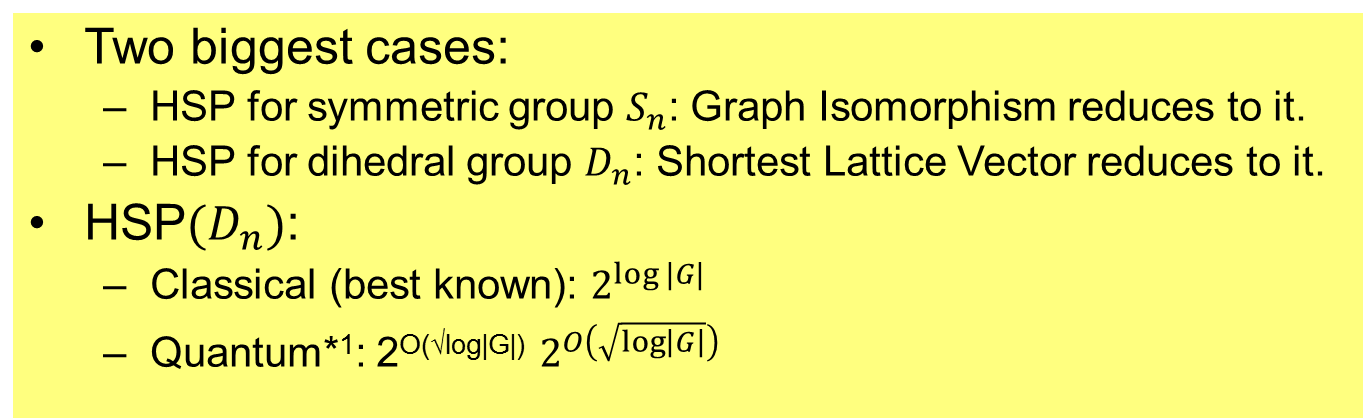 • Two biggest cases:
– HSP for symmetric group 𝑆ₙ: Graph Isomorphism reduces to it.
– HSP for dihedral group 𝐷ₙ: Shortest Lattice Vector reduces to it.
• HSP(𝐷ₙ):
– Classical (best known): 2^{log |𝐺|}
– Quantum*¹: 2^{O(√log|G|)} 2^{𝑂(√(log|𝐺|))}